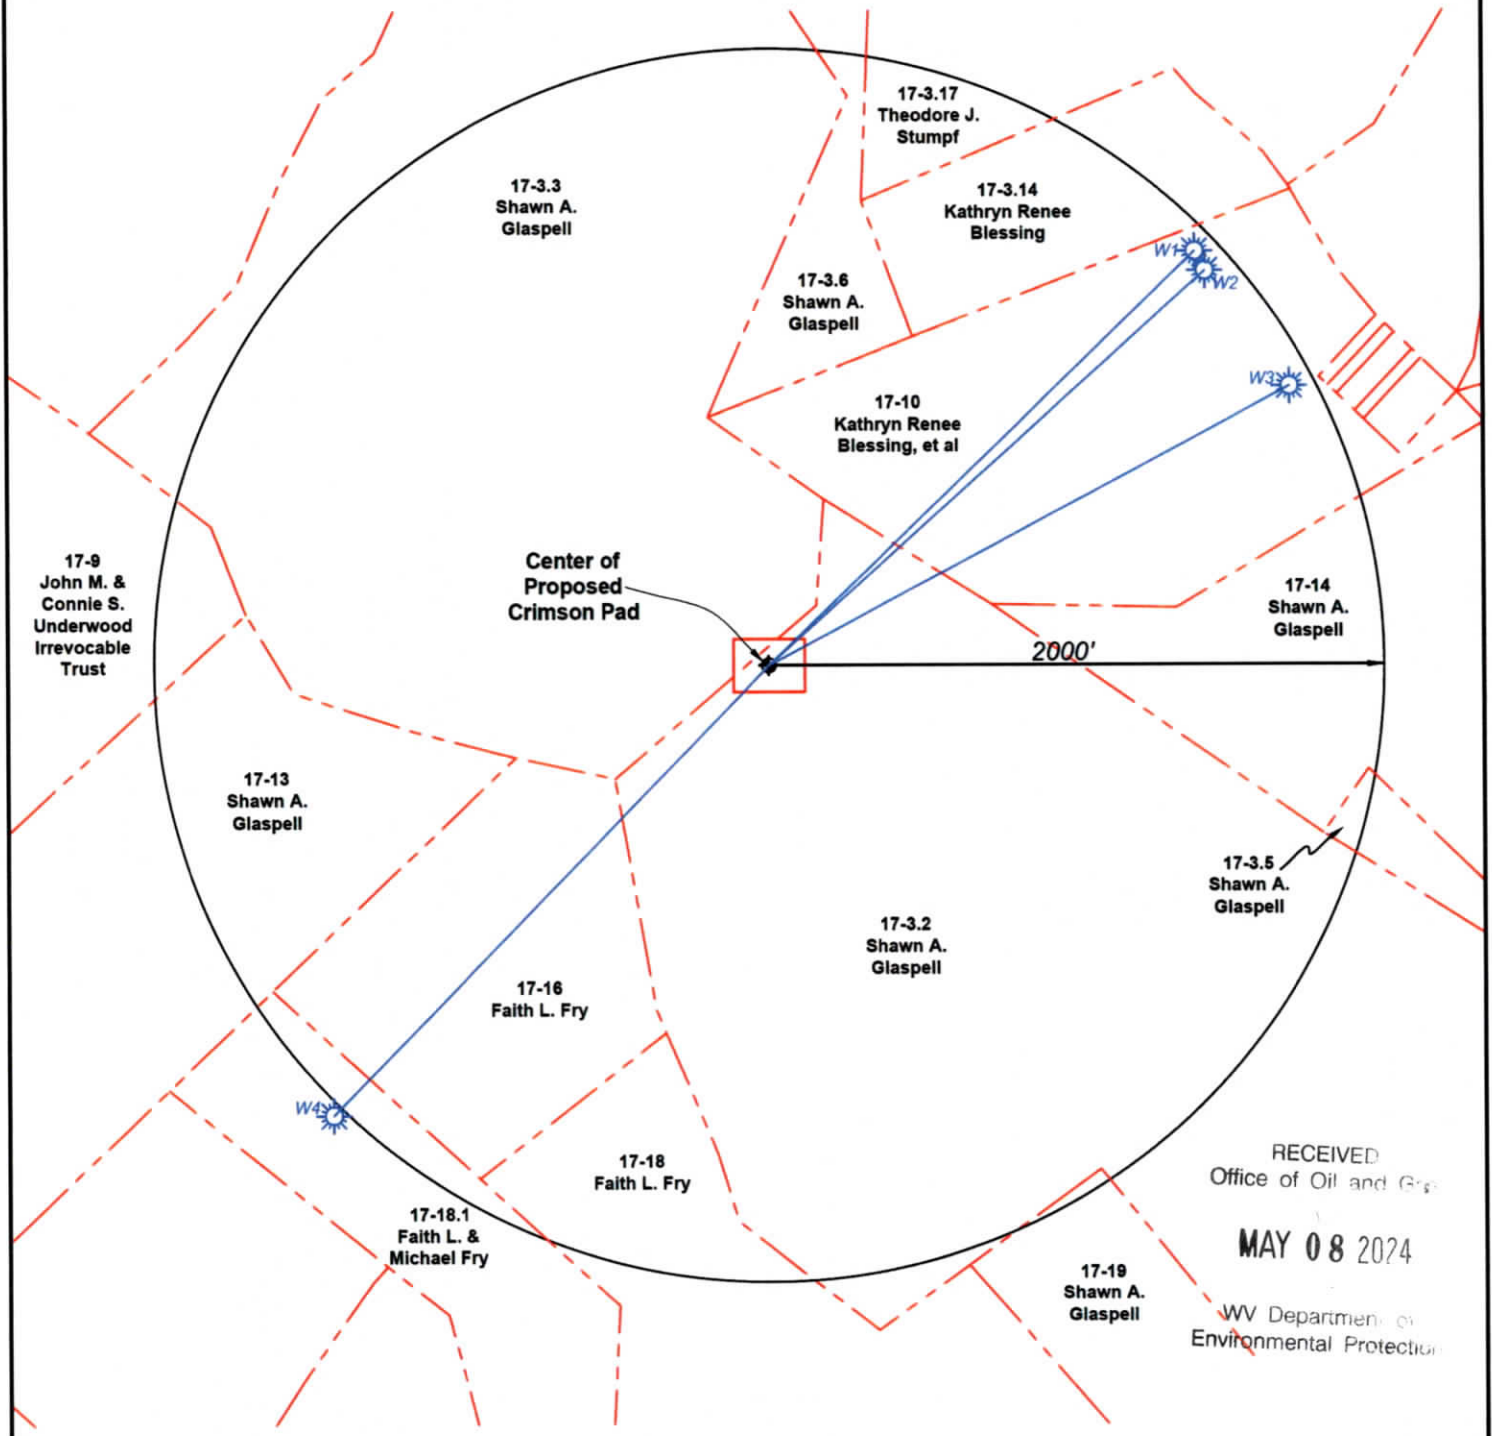 17-3.17
Theodore J.
Stumpf
17-3.3
Shawn A.
Glaspell
17-3.14
Kathryn Renee
Blessing
W1
W2
17-3.6
Shawn A.
Glaspell
W3
17-10
Kathryn Renee
Blessing, et al
17-9
John M. &
Connie S.
Underwood
Irrevocable
Trust
Center of
Proposed
Crimson Pad
17-14
Shawn A.
Glaspell
2000'
17-13
Shawn A.
Glaspell
17-3.5
Shawn A.
Glaspell
17-3.2
Shawn A.
Glaspell
17-16
Faith L. Fry
W4
17-18
Faith L. Fry
17-18.1
Faith L. &
Michael Fry
17-19
Shawn A.
Glaspell
RECEIVED
Office of Oil and
MAY 08 2024
WV Department of
Environmental Protection